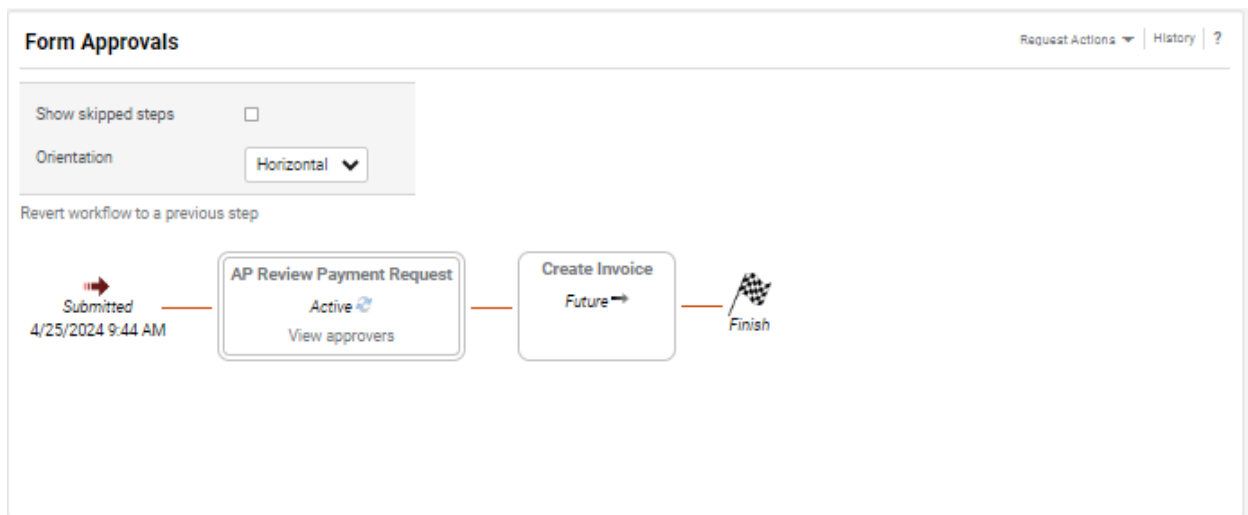 Form Approvals
Request Actions
History
?
Show skipped steps
Orientation
Horizontal
Revert workflow to a previous step
Submitted
4/25/2024 9:44 AM
AP Review Payment Request
Active
View approvers
Create Invoice
Future
Finish